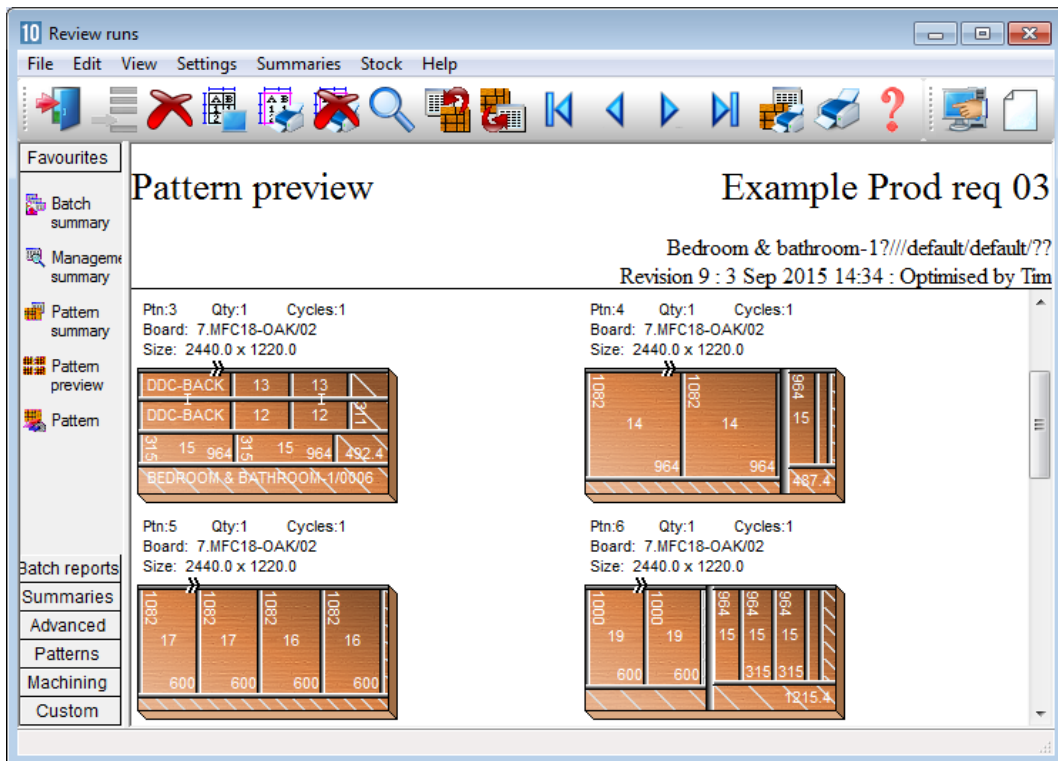 10 Review runs
File Edit View Settings Summaries Stock Help
Favourites
Batch
summary
Manageme
summary
Pattern
summary
Pattern
preview
Pattern
Batch reports
Summaries
Advanced
Patterns
Machining
Custom
Pattern preview
Example Prod req 03
Bedroom & bathroom-1?///default/default/??
Revision 9 : 3 Sep 2015 14:34 : Optimised by Tim
Ptn:3 Qty:1 Cycles:1
Board: 7.MFC18-OAK/02
Size: 2440.0 x 1220.0
DDC-BACK 13 13
DDC-BACK 12 12 311
315 15 964 315 15 964 492.4
BEDROOM & BATHROOM-1/0006
Ptn:4 Qty:1 Cycles:1
Board: 7.MFC18-OAK/02
Size: 2440.0 x 1220.0
1082 1082 964
14 14 15
964 964
487.4
Ptn:5 Qty:1 Cycles:1
Board: 7.MFC18-OAK/02
Size: 2440.0 x 1220.0
1082 1082 1082 1082
17 17 16 16
600 600 600 600
Ptn:6 Qty:1 Cycles:1
Board: 7.MFC18-OAK/02
Size: 2440.0 x 1220.0
1000 1000 964 964 964
19 19 15 15 15
600 600 315 315
1215.4